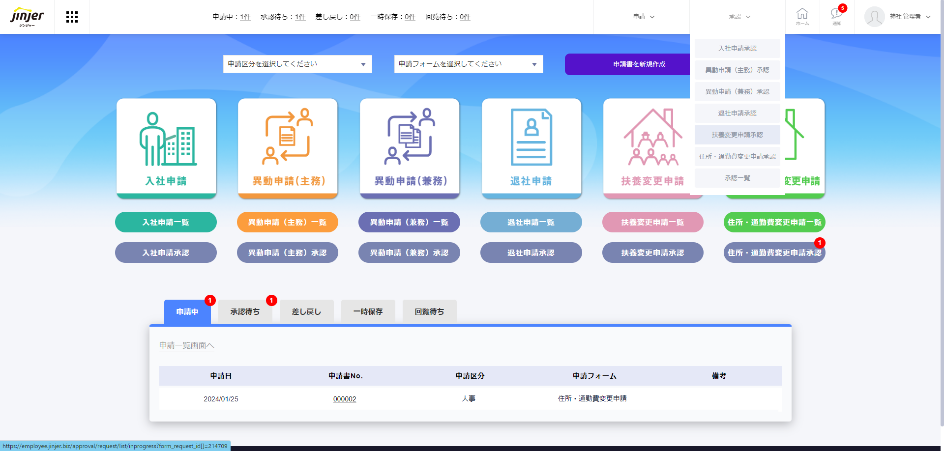 jinjer
ジンジャー
申請中：1件 承認待ち：1件 差し戻し：0件 一時保存：0件 回覧待ち：0件
申請
承認
ホーム
5
通知
福社 管理者
入社申請承認
異動申請（主務）承認
異動申請（兼務）承認
退社申請承認
扶養変更申請承認
住所・通勤費変更申請承認
承認一覧
申請区分を選択してください
申請フォームを選択してください
申請書を新規作成
入社申請
異動申請(主務)
異動申請(兼務)
退社申請
扶養変更申請
変更申請
入社申請一覧
異動申請（主務）一覧
異動申請（兼務）一覧
退社申請一覧
扶養変更申請一覧
住所・通勤費変更申請一覧
入社申請承認
異動申請（主務）承認
異動申請（兼務）承認
退社申請承認
扶養変更申請承認
住所・通勤費変更申請承認
1
申請中
1
承認待ち
1
差し戻し
一時保存
回覧待ち
申請一覧画面へ
申請日 申請書No. 申請区分 申請フォーム 備考
2024/01/25 000002 人事 住所・通勤費変更申請
https://employee.jinjer.biz/approval/request/list/inprogress?form_request_id[]=214709